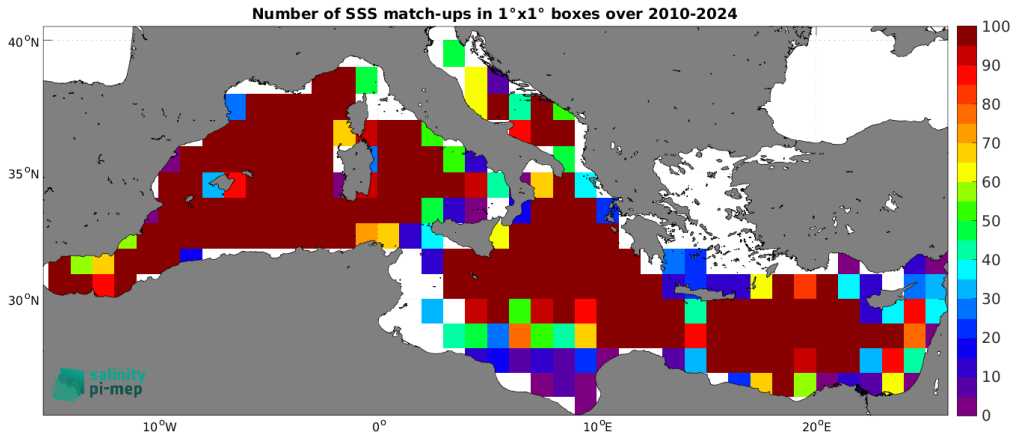 Number of SSS match-ups in 1°x1° boxes over 2010-2024
40°N
35°N
30°N
10°W
0°
10°E
20°E
100
90
80
70
60
50
40
30
20
10
0
salinity
pi-mep